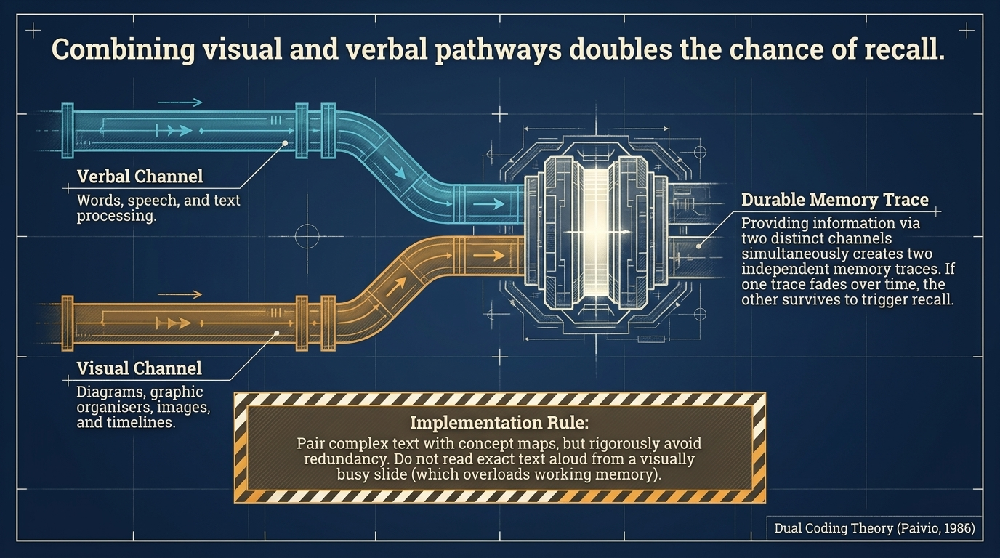 Combining visual and verbal pathways doubles the chance of recall.
Verbal Channel
Words, speech, and text
processing.
Visual Channel
Diagrams, graphic
organisers, images,
and timelines.
Durable Memory Trace
Providing information via
two distinct channels
simultaneously creates two
independent memory traces. If
one trace fades over time, the
other survives to trigger recall.
Implementation Rule:
Pair complex text with concept maps, but rigorously avoid
redundancy. Do not read exact text aloud from a visually
busy slide (which overloads working memory).
Dual Coding Theory (Paivio, 1986)